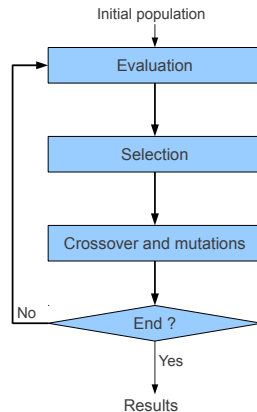 Initial population
Evaluation
Selection
Crossover and mutations
End ?
No
Yes
Results